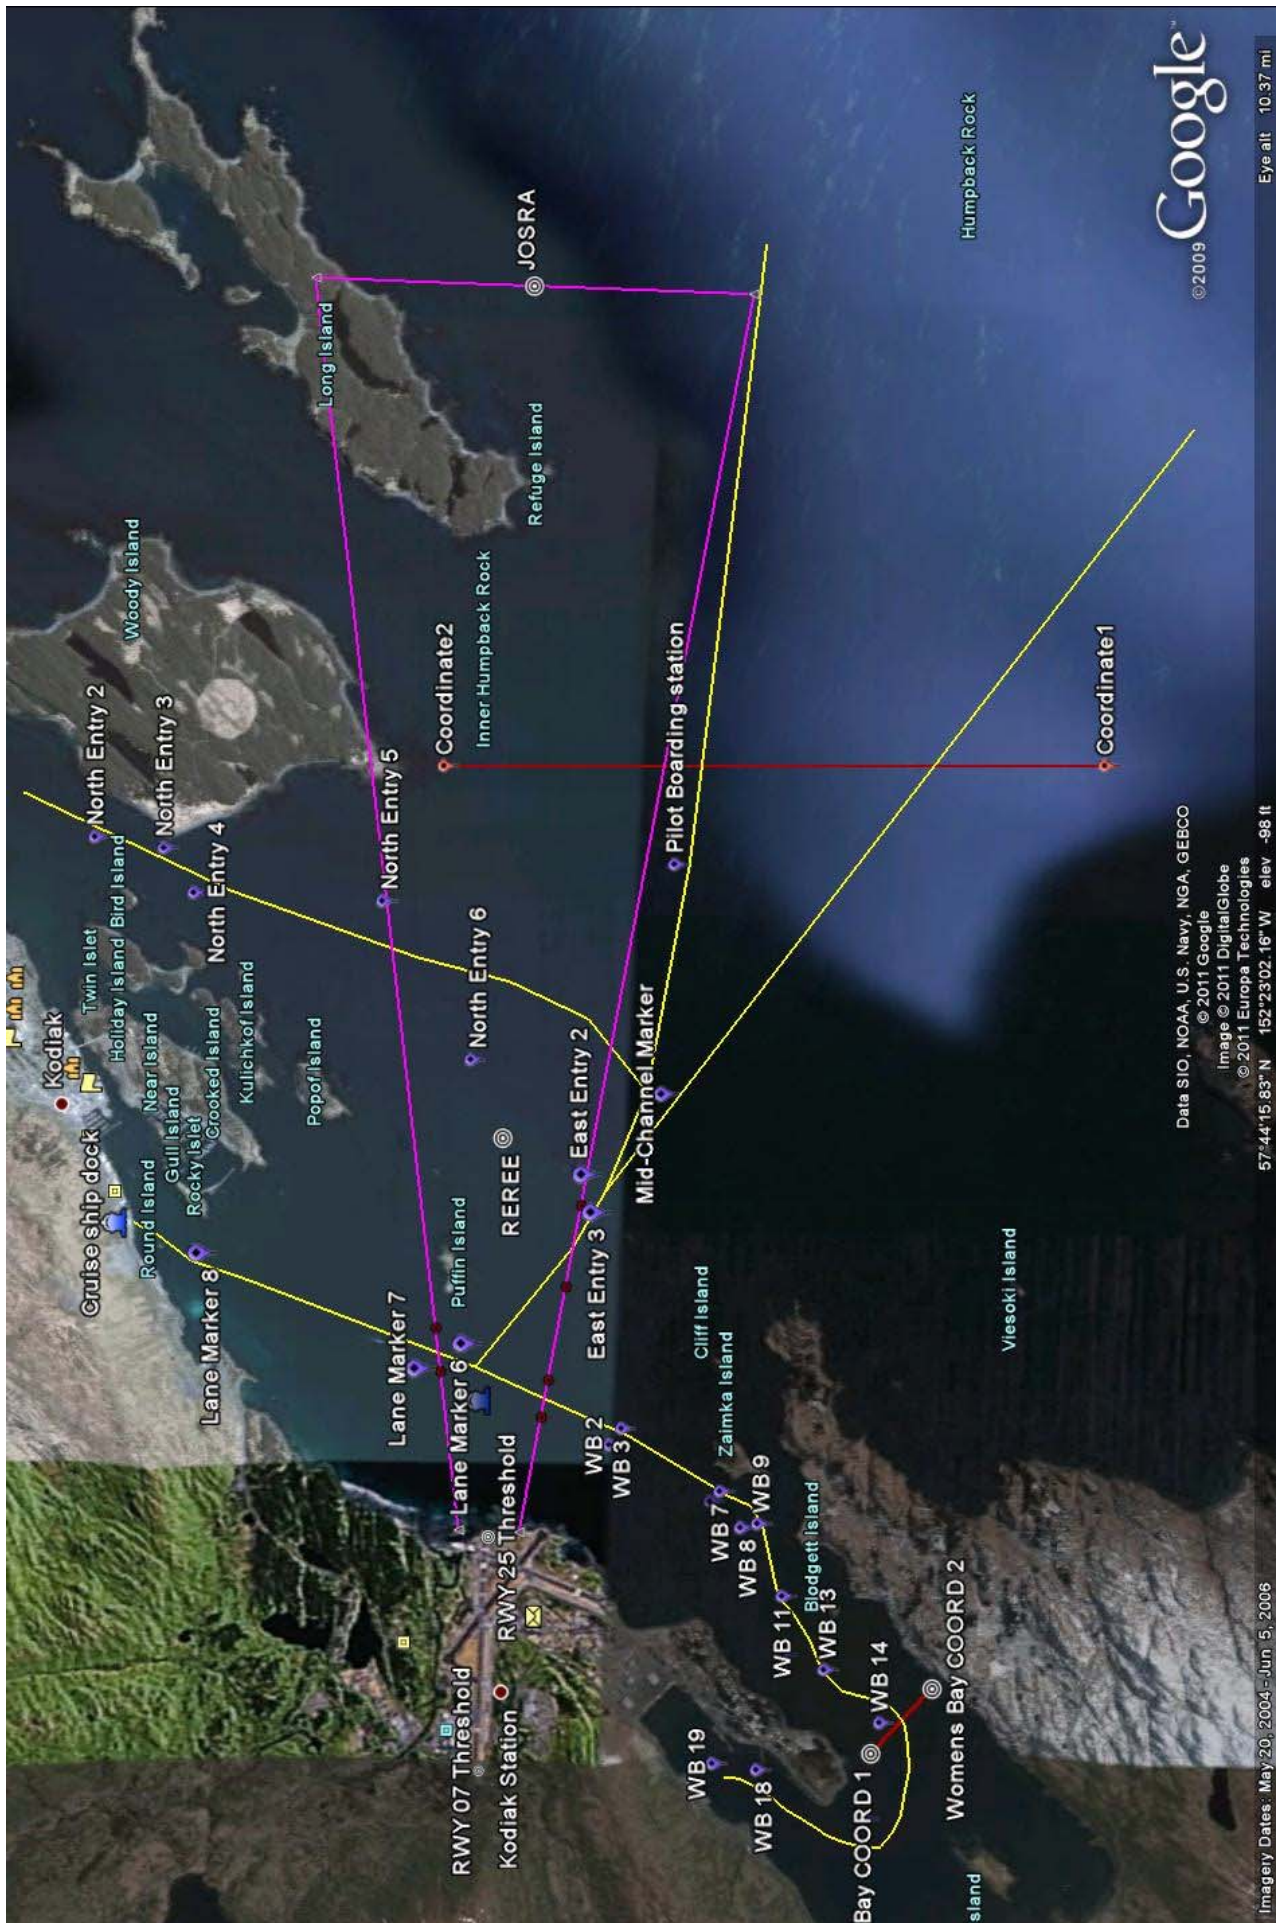 Kodiak
Cruise ship dock
Twin Islet
Holiday Island
Bird Island
North Entry 2
North Entry 3
Woody Island
Round Island
Near Island
Gull Island
Rocky Islet
Crooked Island
North Entry 4
Lane Marker 8
Kulichkof Island
Popof Island
Long Island
Lane Marker 7
North Entry 5
Coordinate2
Puffin Island
Lane Marker 6
North Entry 6
Inner Humpback Rock
RWY 07 Threshold
RWY 25 Threshold
REREE
Refuge Island
JOSRA
Kodiak Station
East Entry 2
East Entry 3
WB 2
WB 3
Mid-Channel Marker
Pilot Boarding station
Cliff Island
Zaimka Island
WB 19
WB 7
WB 8
WB 9
WB 18
WB 11
Blodgett Island
WB 13
Bay COORD 1
WB 14
Womens Bay COORD 2
sland
Viesoki Island
Coordinate1
Humpback Rock
Data SIO, NOAA, U.S. Navy, NGA, GEBCO
© 2011 Google
Image © 2011 DigitalGlobe
© 2011 Europa Technologies
©2009 Google™
Imagery Dates: May 20, 2004 - Jun 5, 2006
57°44'15.83" N 152°23'02.16" W elev -98 ft
Eye alt 10.37 mi